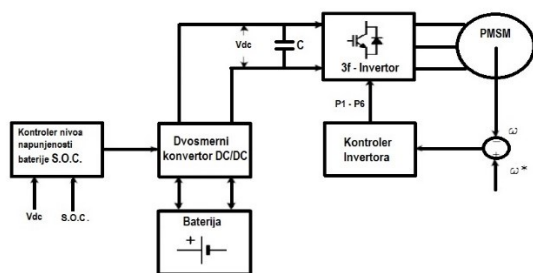 Kontroler nivoa
napunjenosti
baterije S.O.C.
Vdc
S.O.C.
Dvosmerni
konvertor DC/DC
Baterija
+
Vdc
C
3f - Invertor
P1 - P6
Kontroler
Invertora
PMSM
ω
−
+
ω*